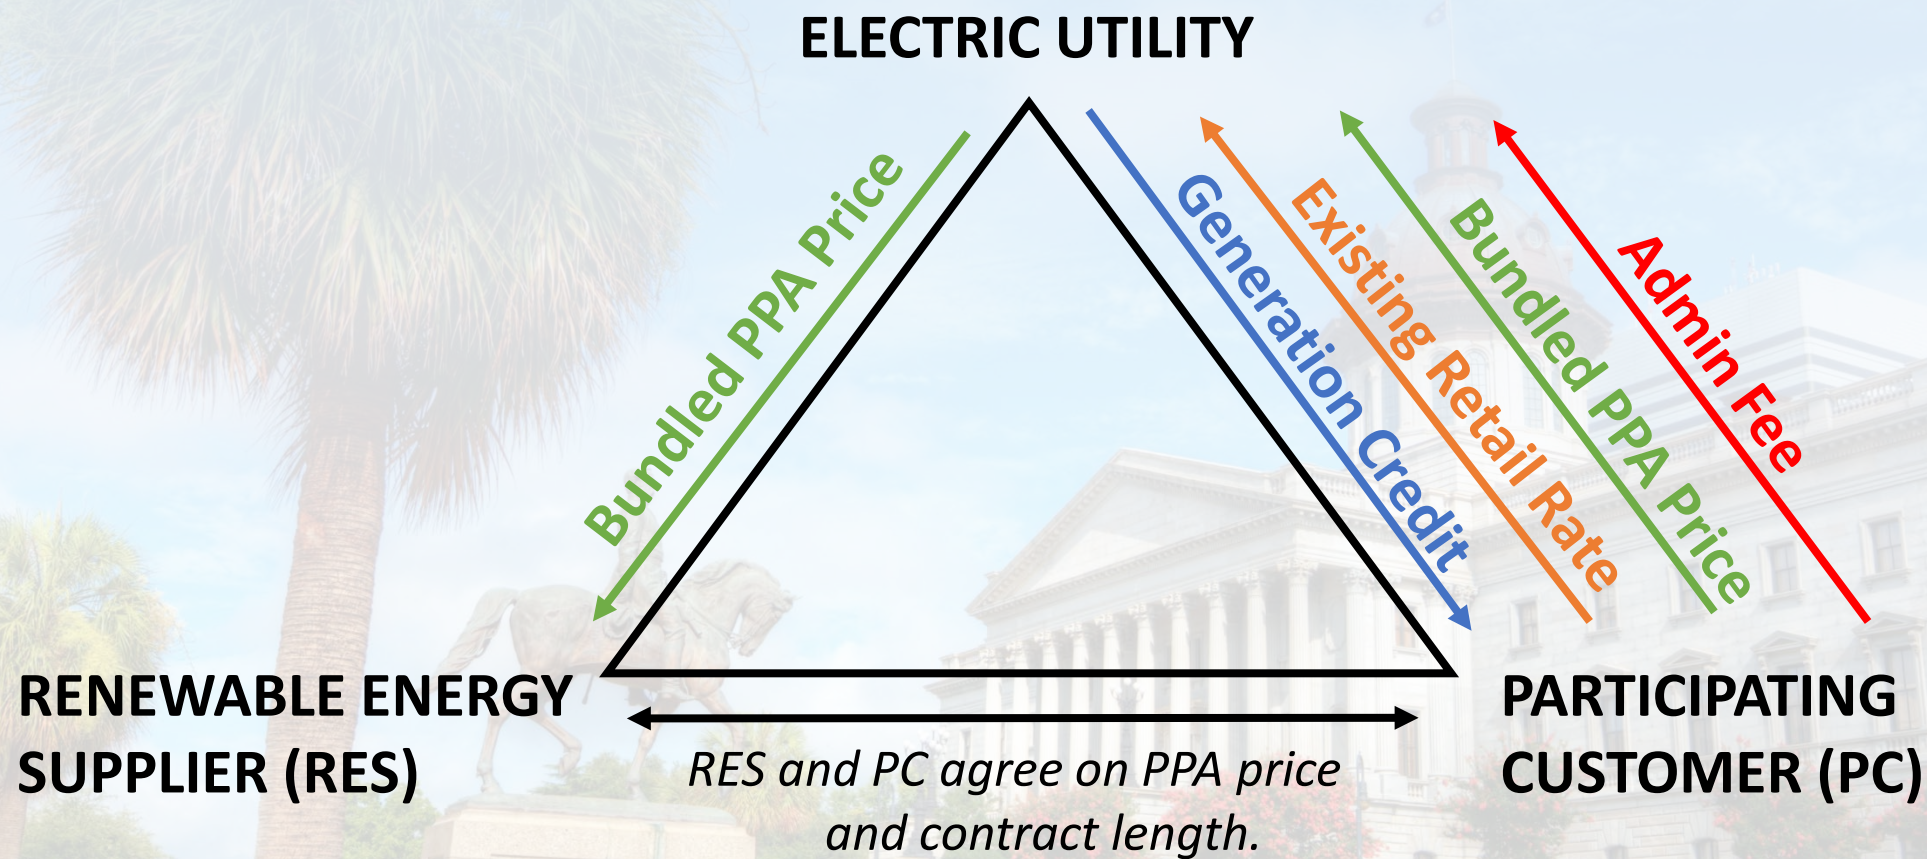 ELECTRIC UTILITY
Bundled PPA Price
Generation Credit
Existing Retail Rate
Bundled PPA Price
Admin Fee
RENEWABLE ENERGY
SUPPLIER (RES)
RES and PC agree on PPA price
and contract length.
PARTICIPATING
CUSTOMER (PC)